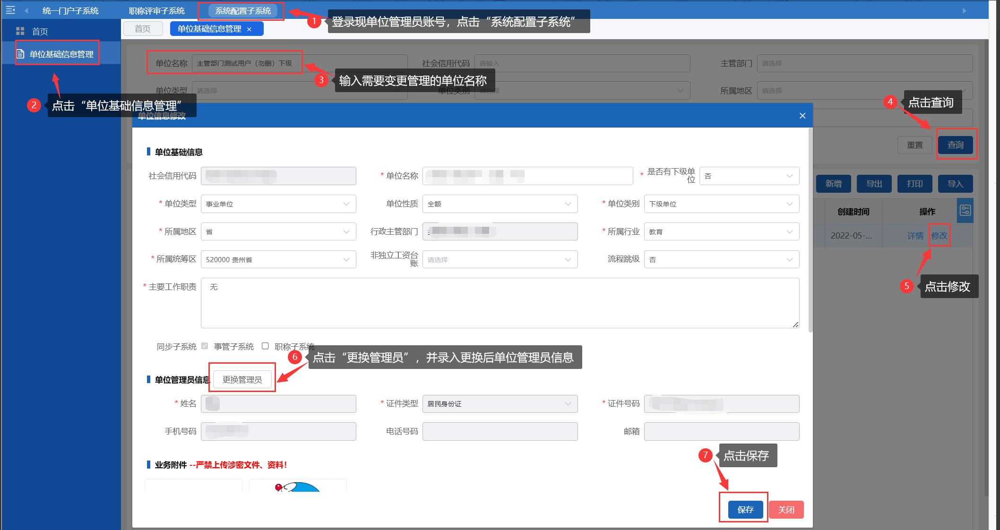 统一门户子系统 职称评审子系统 系统配置子系统
1 登录现单位管理员账号，点击“系统配置子系统”
首页 首页 单位基础信息管理 ×
单位基础信息管理
单位名称 主管部门测试用户（勿删）下级 社会信用代码 请输入 主管部门 请选择
3 输入需要变更管理的单位名称
单位类型 请选择 单位类别 请选择 所属地区 请选择
2 点击“单位基础信息管理”
4 点击查询
单位信息修改
重置 查询
单位基础信息
社会信用代码 * 单位名称 * 是否有下级单位 否
新增 导出 打印 导入
* 单位类型 事业单位 单位性质 全额 * 单位类别 下级单位
创建时间 操作
* 所属地区 省 行政主管部门 * 所属行业 教育
2022-05-... 详情 修改
* 所属统筹区 520000 贵州省 非独立工资台账 请选择 流程跳级 否
* 主要工作职责 无
5 点击修改
同步子系统 事管子系统 职称子系统
6 点击“更换管理员”，并录入更换后单位管理员信息
单位管理员信息 更换管理员
* 姓名 * 证件类型 居民身份证 * 证件号码
手机号码 电话号码 邮箱
7 点击保存
业务附件 --严禁上传涉密文件、资料！
保存 关闭